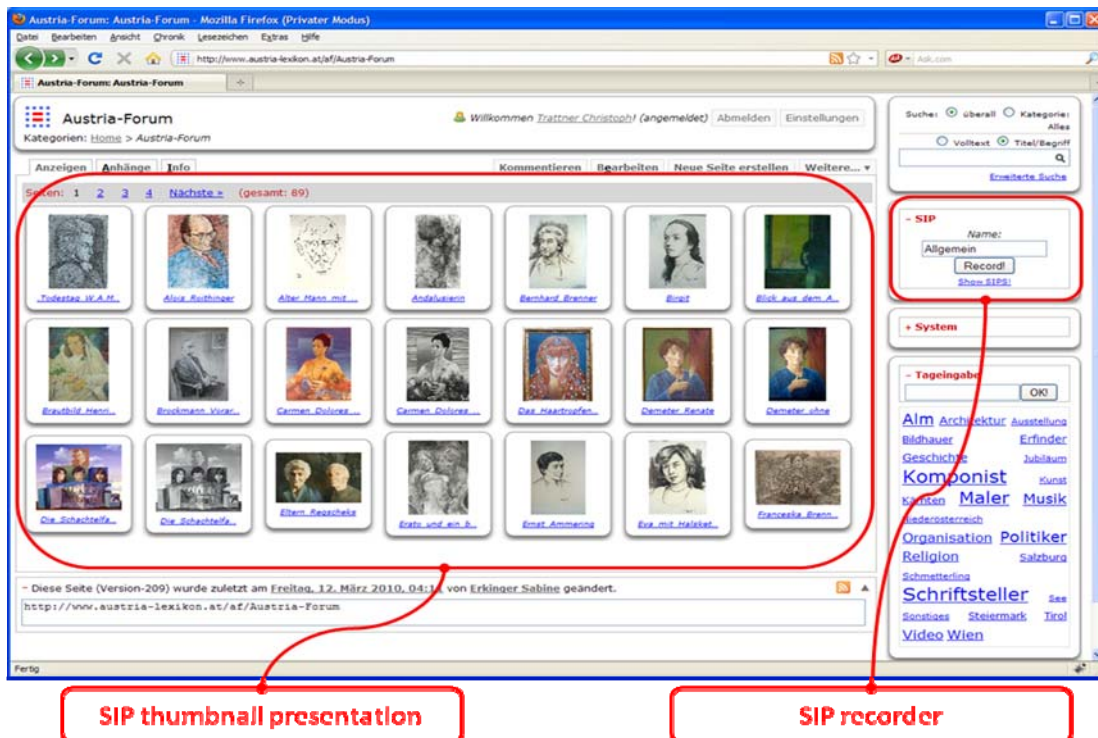 Austria-Forum: Austria-Forum - Mozilla Firefox (Privater Modus)
Datei Bearbeiten Ansicht Chronik Lesezeichen Extras Hilfe
http://www.austria-lexikon.at/af/Austria-Forum
Ask.com
Austria-Forum: Austria-Forum
Austria-Forum
Willkommen Trattner Christoph! (angemeldet) Abmelden Einstellungen
Kategorien: Home > Austria-Forum
Anzeigen Anhänge Info
Kommentieren Bearbeiten Neue Seite erstellen Weitere...
Seiten: 1 2 3 4 Nächste » (gesamt: 89)
Todestag W.A.M.. Alois Roithinger Alter Mann mit ... Andalusierin Bernhard Brenner Birgit Blick aus dem A..
Brautbild Henri.. Brockmann Vorar.. Carmen Dolores ... Carmen Dolores ... Das Haartropfen.. Demeter Renate Demeter ohne
Die Schachtelfa.. Die Schachtelfa.. Eltern Regscheks Erato und ein b.. Ernst Ammering Eva mit Halsket.. Franceska Brenn..
- Diese Seite (Version-209) wurde zuletzt am Freitag, 12. März 2010, 04:1 von Erkinger Sabine geändert.
http://www.austria-lexikon.at/af/Austria-Forum
Fertig
Suche: überall Kategorie:
Alles
Volltext Titel/Begriff
Erweiterte Suche
- SIP
Name:
Allgemein
Record!
Show SIPS!
+ System
- Tageingabe
OK!
Alm Architektur Ausstellung
Bildhauer Erfinder
Geschichte Jubiläum
Komponist Kunst
Kärnten Maler Musik
Niederösterreich
Organisation Politiker
Religion Salzburg
Schmetterling
Schriftsteller See
Sonstiges Steiermark Tirol
Video Wien
SIP thumbnail presentation
SIP recorder